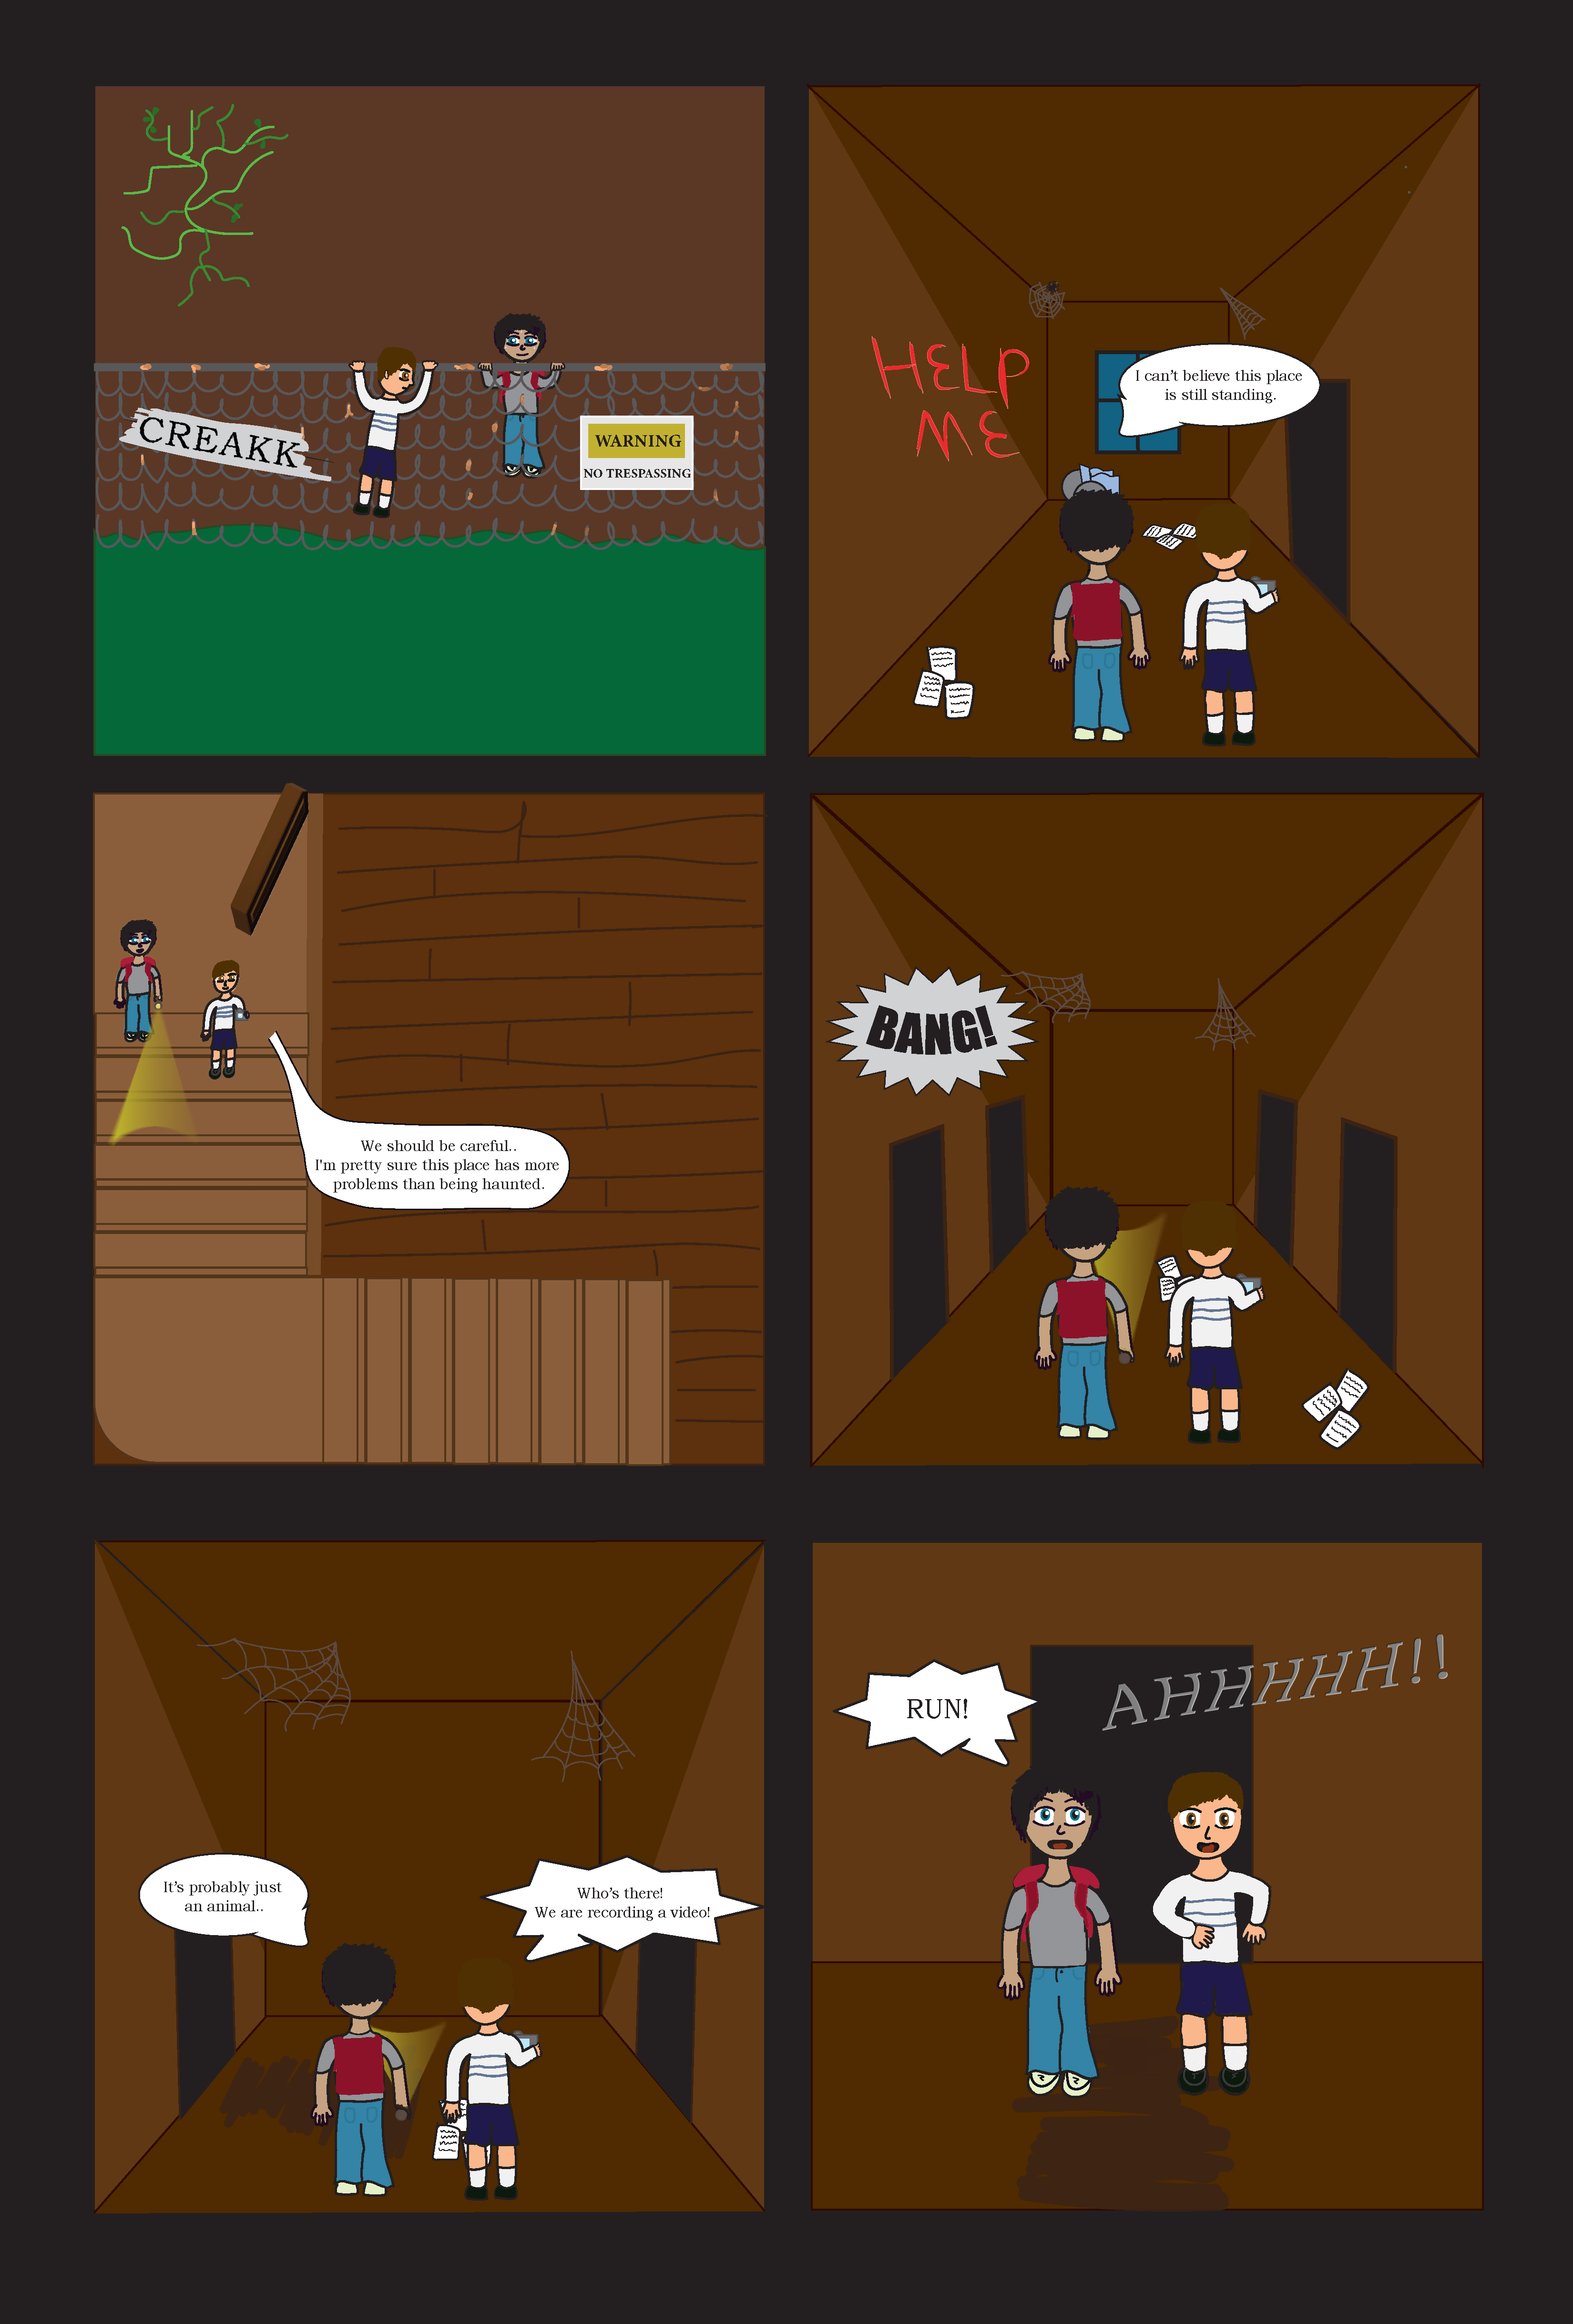 CREAKK
WARNING
NO TRESPASSING
HELP
ME
I can't believe this place
is still standing.
We should be careful..
I'm pretty sure this place has more
problems than being haunted.
BANG!
It's probably just
an animal..
Who's there!
We are recording a video!
RUN!
AHHHHH!!